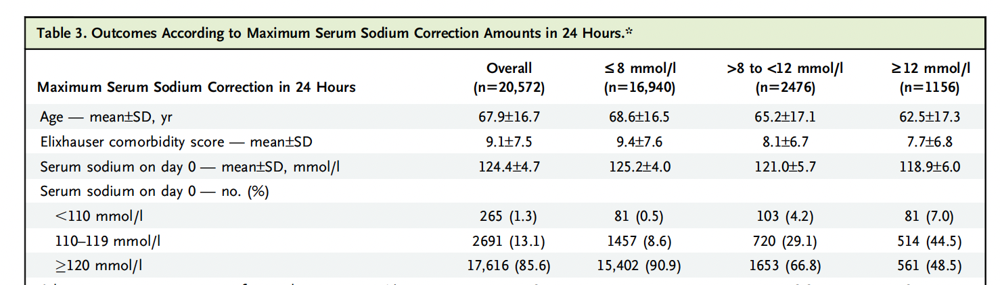 Table 3. Outcomes According to Maximum Serum Sodium Correction Amounts in 24 Hours.*
Maximum Serum Sodium Correction in 24 Hours Overall (n=20,572) ≤8 mmol/l (n=16,940) >8 to <12 mmol/l (n=2476) ≥12 mmol/l (n=1156)
Age — mean±SD, yr 67.9±16.7 68.6±16.5 65.2±17.1 62.5±17.3
Elixhauser comorbidity score — mean±SD 9.1±7.5 9.4±7.6 8.1±6.7 7.7±6.8
Serum sodium on day 0 — mean±SD, mmol/l 124.4±4.7 125.2±4.0 121.0±5.7 118.9±6.0
Serum sodium on day 0 — no. (%)
<110 mmol/l 265 (1.3) 81 (0.5) 103 (4.2) 81 (7.0)
110–119 mmol/l 2691 (13.1) 1457 (8.6) 720 (29.1) 514 (44.5)
≥120 mmol/l 17,616 (85.6) 15,402 (90.9) 1653 (66.8) 561 (48.5)